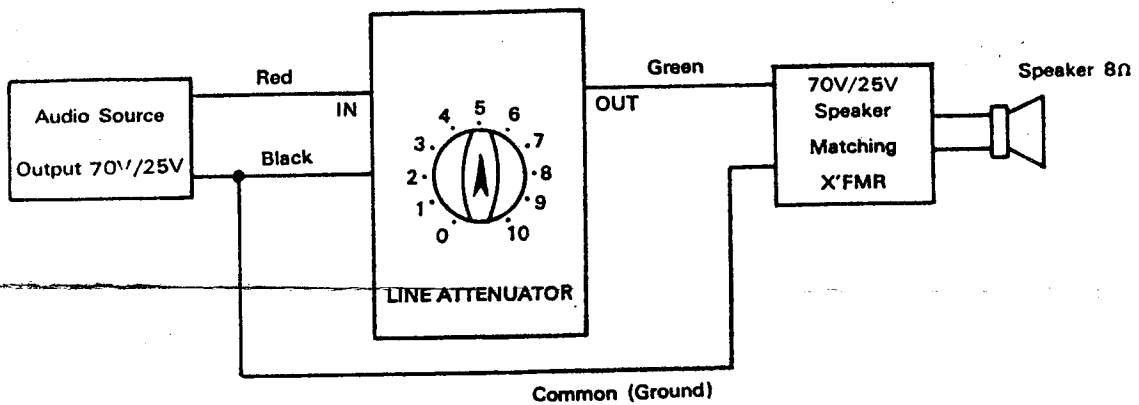 Audio Source
Output 70V/25V
Red
Black
IN
OUT
0
1
2
3
4
5
6
7
8
9
10
LINE ATTENUATOR
Green
Common (Ground)
70V/25V
Speaker
Matching
X'FMR
Speaker 8Ω